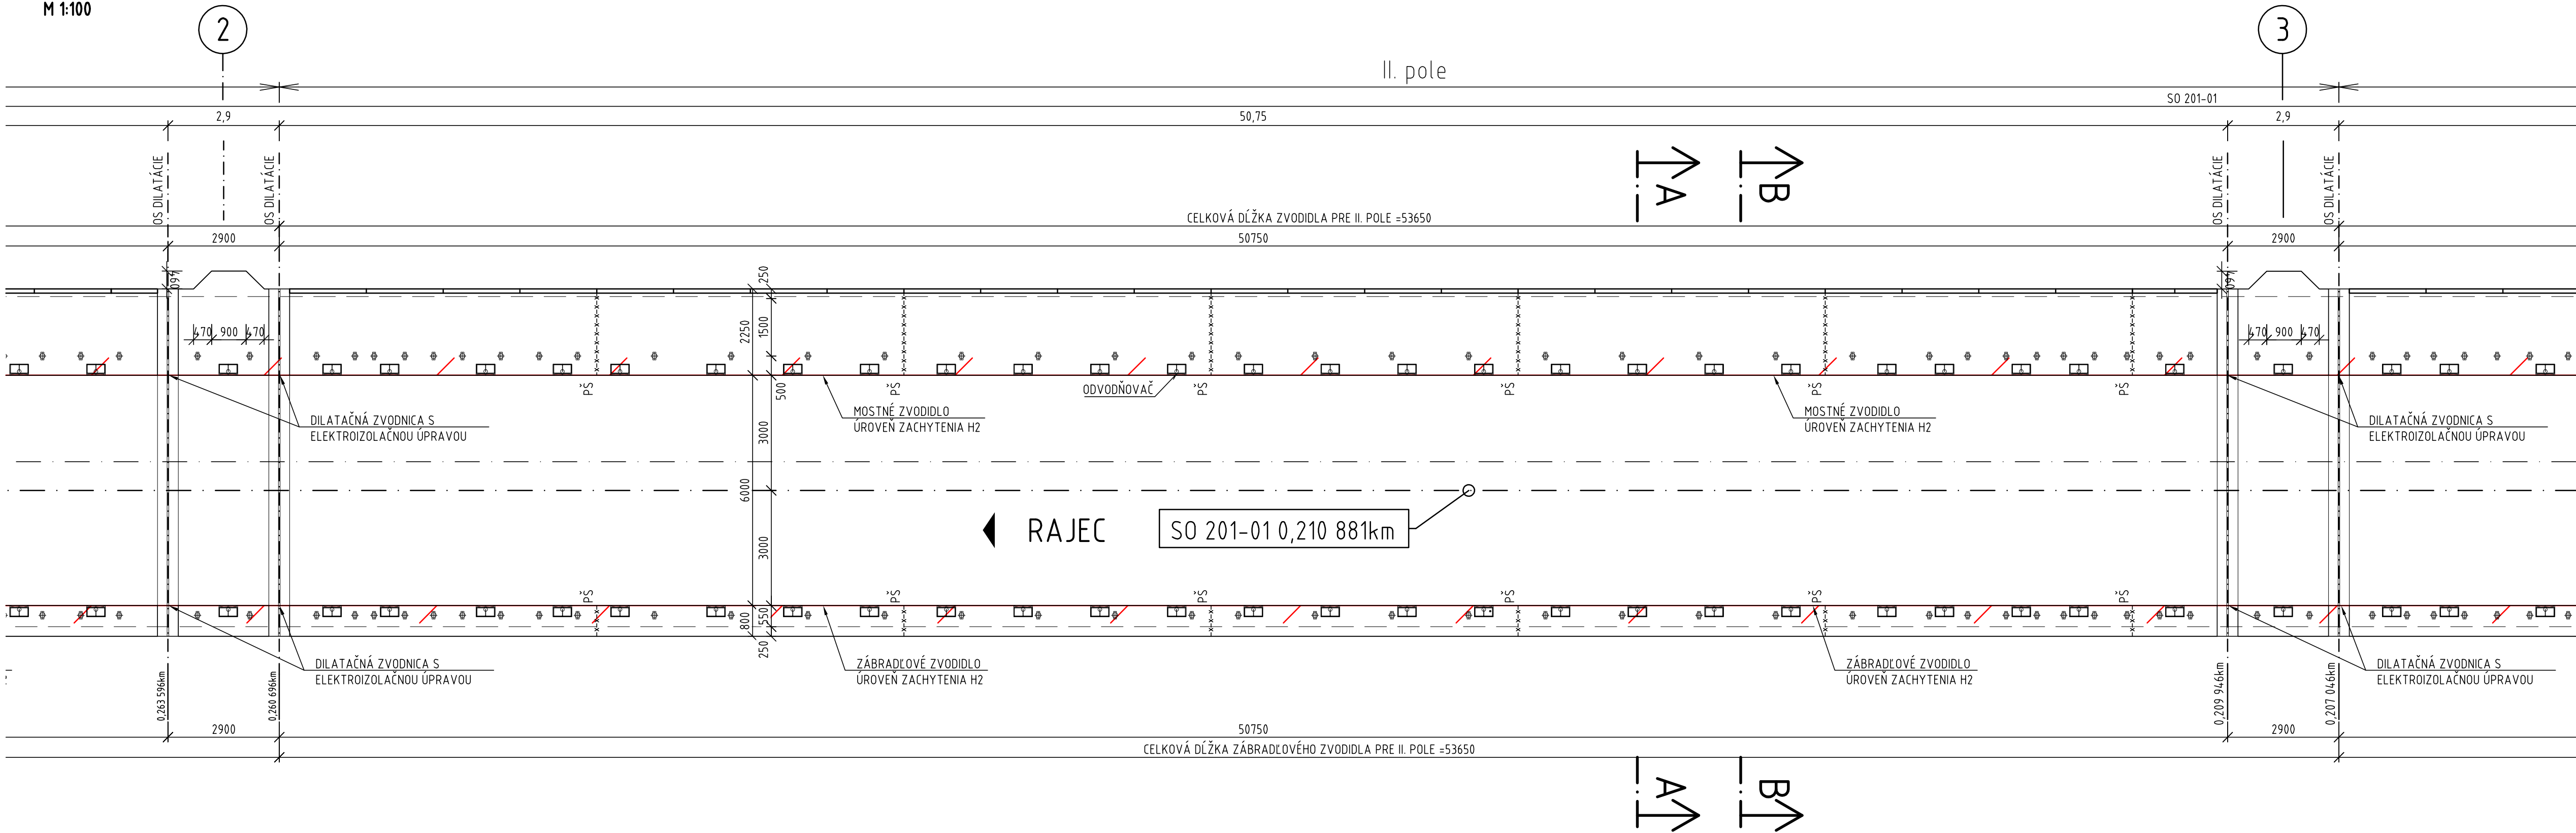 M 1:100
2
3
II. pole
SO 201-01
2,9
50,75
2,9
OS DILATÁCIE
OS DILATÁCIE
OS DILATÁCIE
OS DILATÁCIE
A
B
CELKOVÁ DĹŽKA ZVODIDLA PRE II. POLE =53650
2900
50750
2900
460
250
460
470
900
470
2250
1500
470
900
470
500
PŠ
PŠ
PŠ
PŠ
PŠ
PŠ
ODVODŇOVAČ
DILATAČNÁ ZVODNICA S
ELEKTROIZOLAČNOU ÚPRAVOU
MOSTNÉ ZVODIDLO
ÚROVEŇ ZACHYTENIA H2
MOSTNÉ ZVODIDLO
ÚROVEŇ ZACHYTENIA H2
DILATAČNÁ ZVODNICA S
ELEKTROIZOLAČNOU ÚPRAVOU
3000
6000
RAJEC
SO 201-01 0,210 881km
3000
PŠ
PŠ
PŠ
PŠ
PŠ
PŠ
800
550
250
DILATAČNÁ ZVODNICA S
ELEKTROIZOLAČNOU ÚPRAVOU
ZÁBRADĽOVÉ ZVODIDLO
ÚROVEŇ ZACHYTENIA H2
ZÁBRADĽOVÉ ZVODIDLO
ÚROVEŇ ZACHYTENIA H2
DILATAČNÁ ZVODNICA S
ELEKTROIZOLAČNOU ÚPRAVOU
0,263 596km
0,260 696km
0,209 946km
0,207 046km
2900
50750
2900
CELKOVÁ DĹŽKA ZÁBRADĽOVÉHO ZVODIDLA PRE II. POLE =53650
A
B